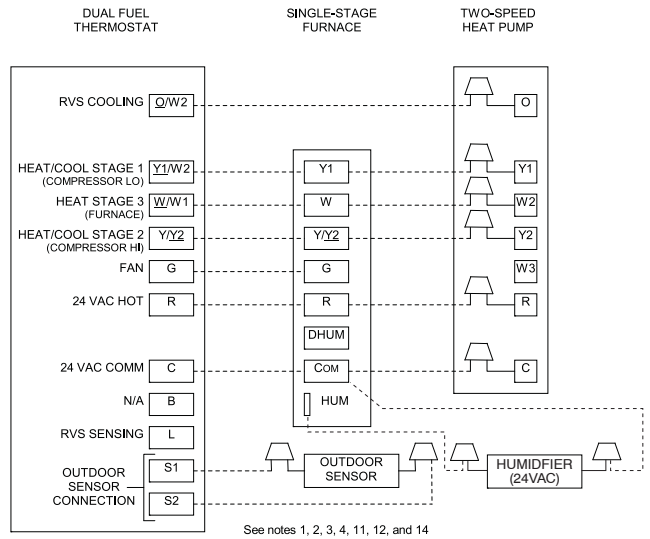 DUAL FUEL
THERMOSTAT
SINGLE-STAGE
FURNACE
TWO-SPEED
HEAT PUMP
RVS COOLING
O/W2
O
HEAT/COOL STAGE 1
(COMPRESSOR LO)
Y1/W2
Y1
Y1
HEAT STAGE 3
(FURNACE)
W/W1
W
W2
HEAT/COOL STAGE 2
(COMPRESSOR HI)
Y/Y2
Y/Y2
Y2
FAN
G
G
W3
24 VAC HOT
R
R
R
DHUM
24 VAC COMM
C
COM
C
N/A
B
HUM
RVS SENSING
L
OUTDOOR
SENSOR
CONNECTION
S1
S2
OUTDOOR
SENSOR
HUMIDFIER
(24VAC)
See notes 1, 2, 3, 4, 11, 12, and 14